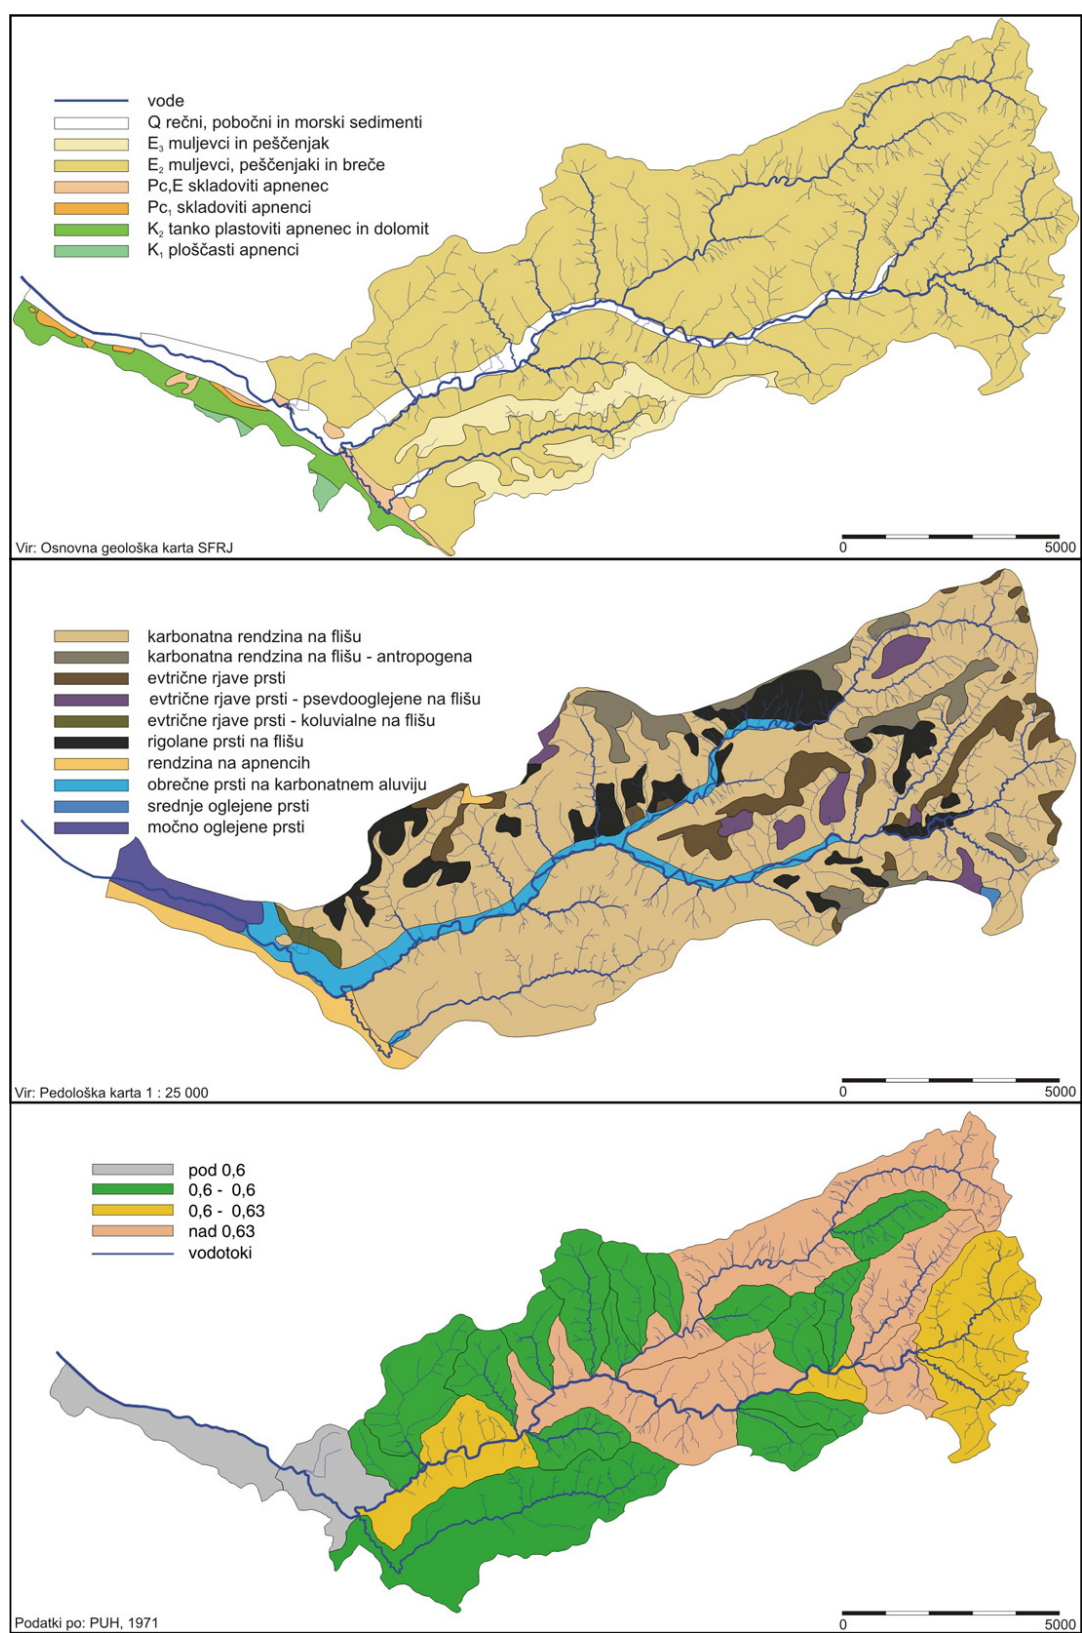 vode
Q rečni, pobočni in morski sedimenti
E₃ muljevci in peščenjak
E₂ muljevci, peščenjaki in breče
Pc,E skladoviti apnenec
Pc₁ skladoviti apnenci
K₂ tanko plastoviti apnenec in dolomit
K₁ ploščasti apnenci
Vir: Osnovna geološka karta SFRJ
0 5000
karbonatna rendzina na flišu
karbonatna rendzina na flišu - antropogena
evtrične rjave prsti
evtrične rjave prsti - psevdooglejene na flišu
evtrične rjave prsti - koluvialne na flišu
rigolane prsti na flišu
rendzina na apnencih
obrečne prsti na karbonatnem aluviju
srednje oglejene prsti
močno oglejene prsti
Vir: Pedološka karta 1 : 25 000
0 5000
pod 0,6
0,6 - 0,6
0,6 - 0,63
nad 0,63
vodotoki
Podatki po: PUH, 1971
0 5000